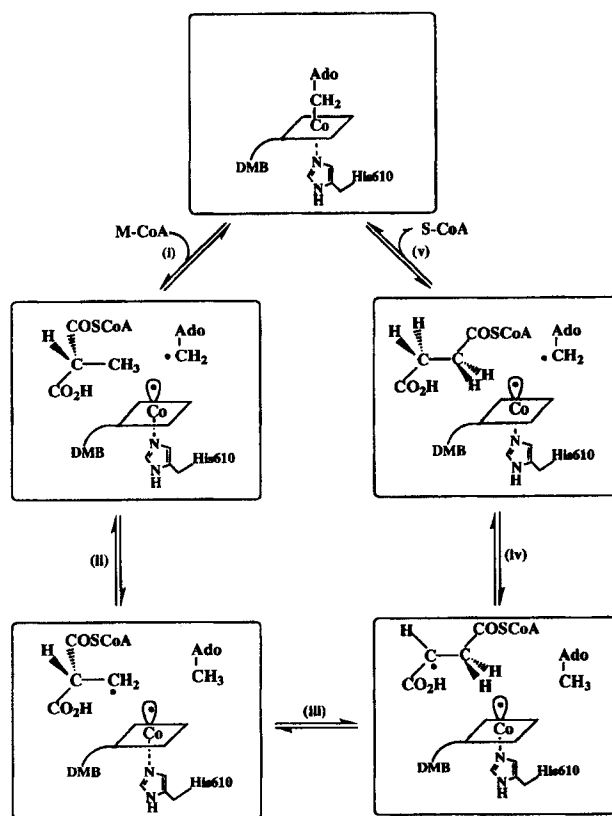 Ado
CH₂
Co
DMB
N
N
H
His610
M-CoA
(i)
S-CoA
(v)
H
COSCoA
C
CH₃
CO₂H
Ado
•CH₂
Co
DMB
N
N
H
His610
H
H
COSCoA
C
C
H
H
CO₂H
Ado
•CH₂
Co
DMB
N
N
H
His610
(ii)
(iv)
H
COSCoA
C
CH₂
•
CO₂H
Ado
CH₃
Co
DMB
N
N
H
His610
(iii)
H
COSCoA
C
•
C
H
H
CO₂H
Ado
CH₃
Co
DMB
N
N
H
His610